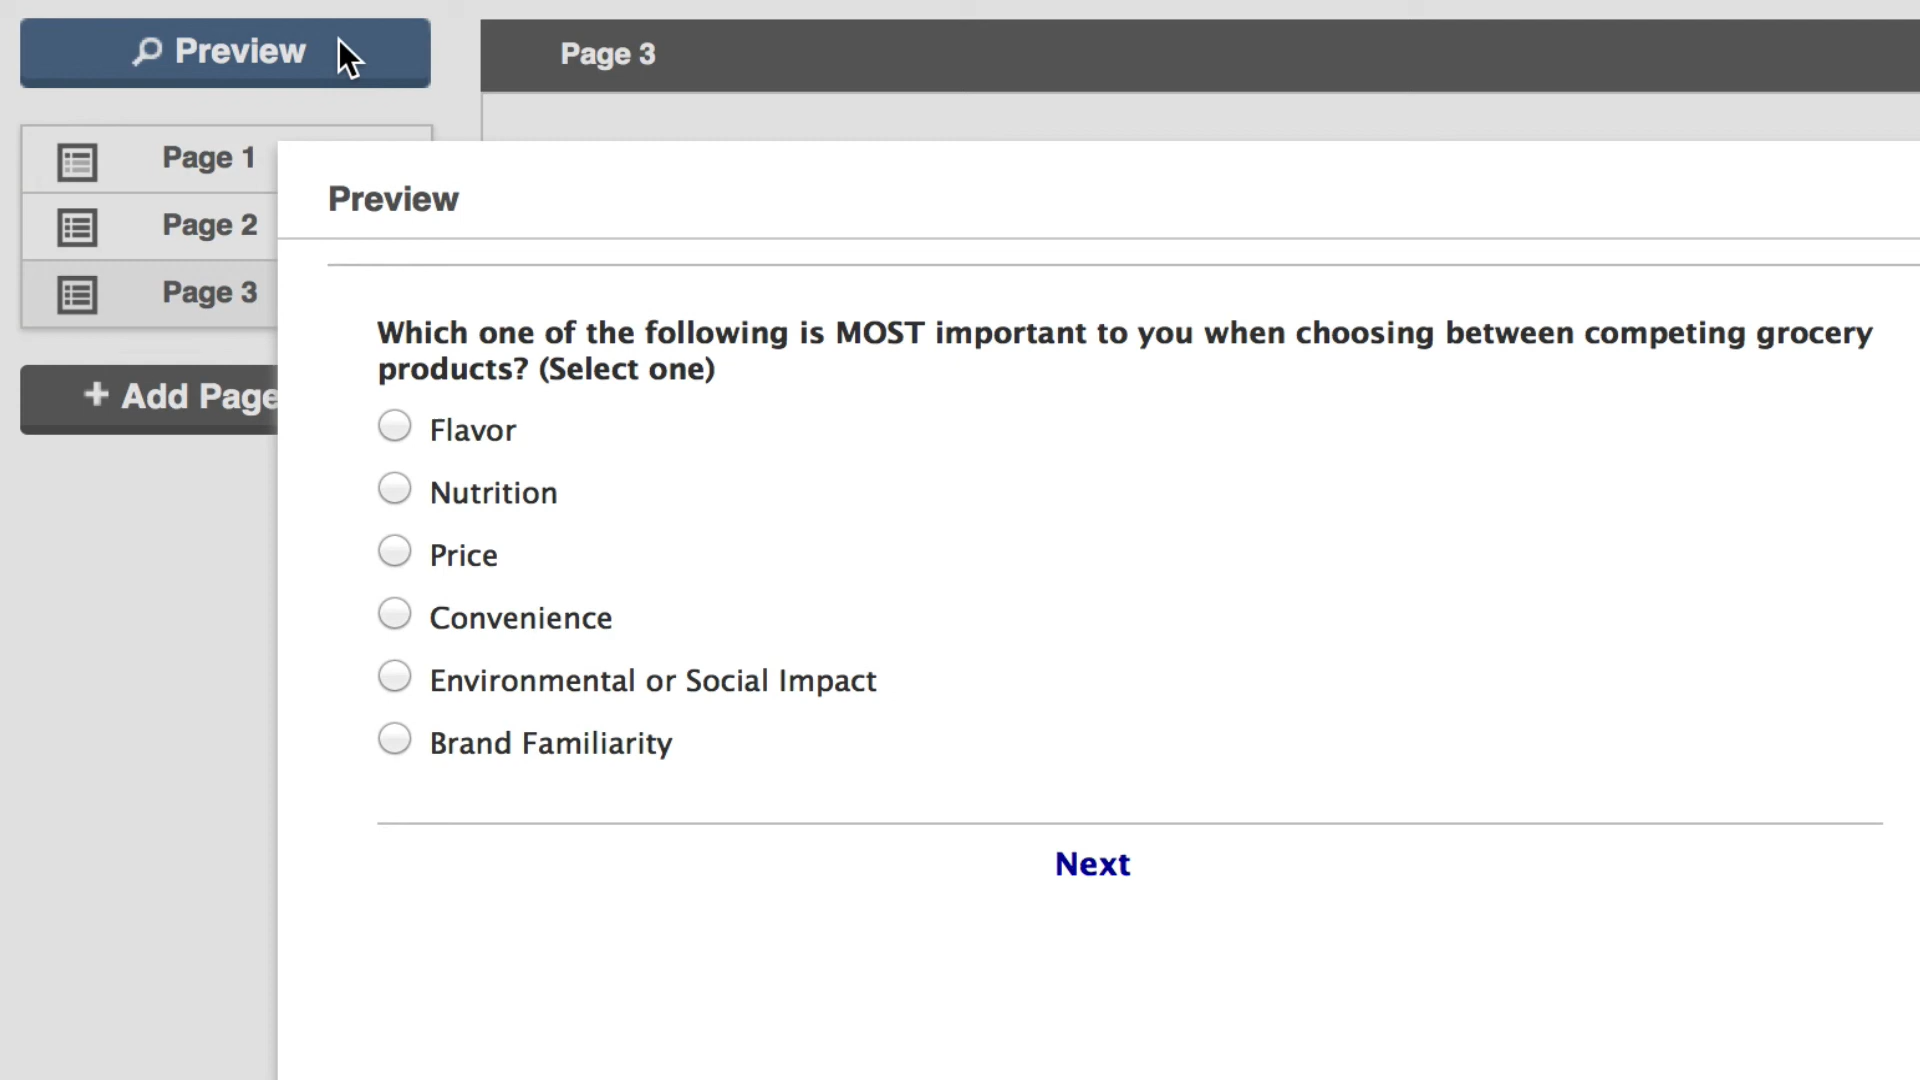 Preview
Page 3
Page 1
Page 2
Page 3
+ Add Page
Preview
Which one of the following is MOST important to you when choosing between competing grocery
products? (Select one)
Flavor
Nutrition
Price
Convenience
Environmental or Social Impact
Brand Familiarity
Next